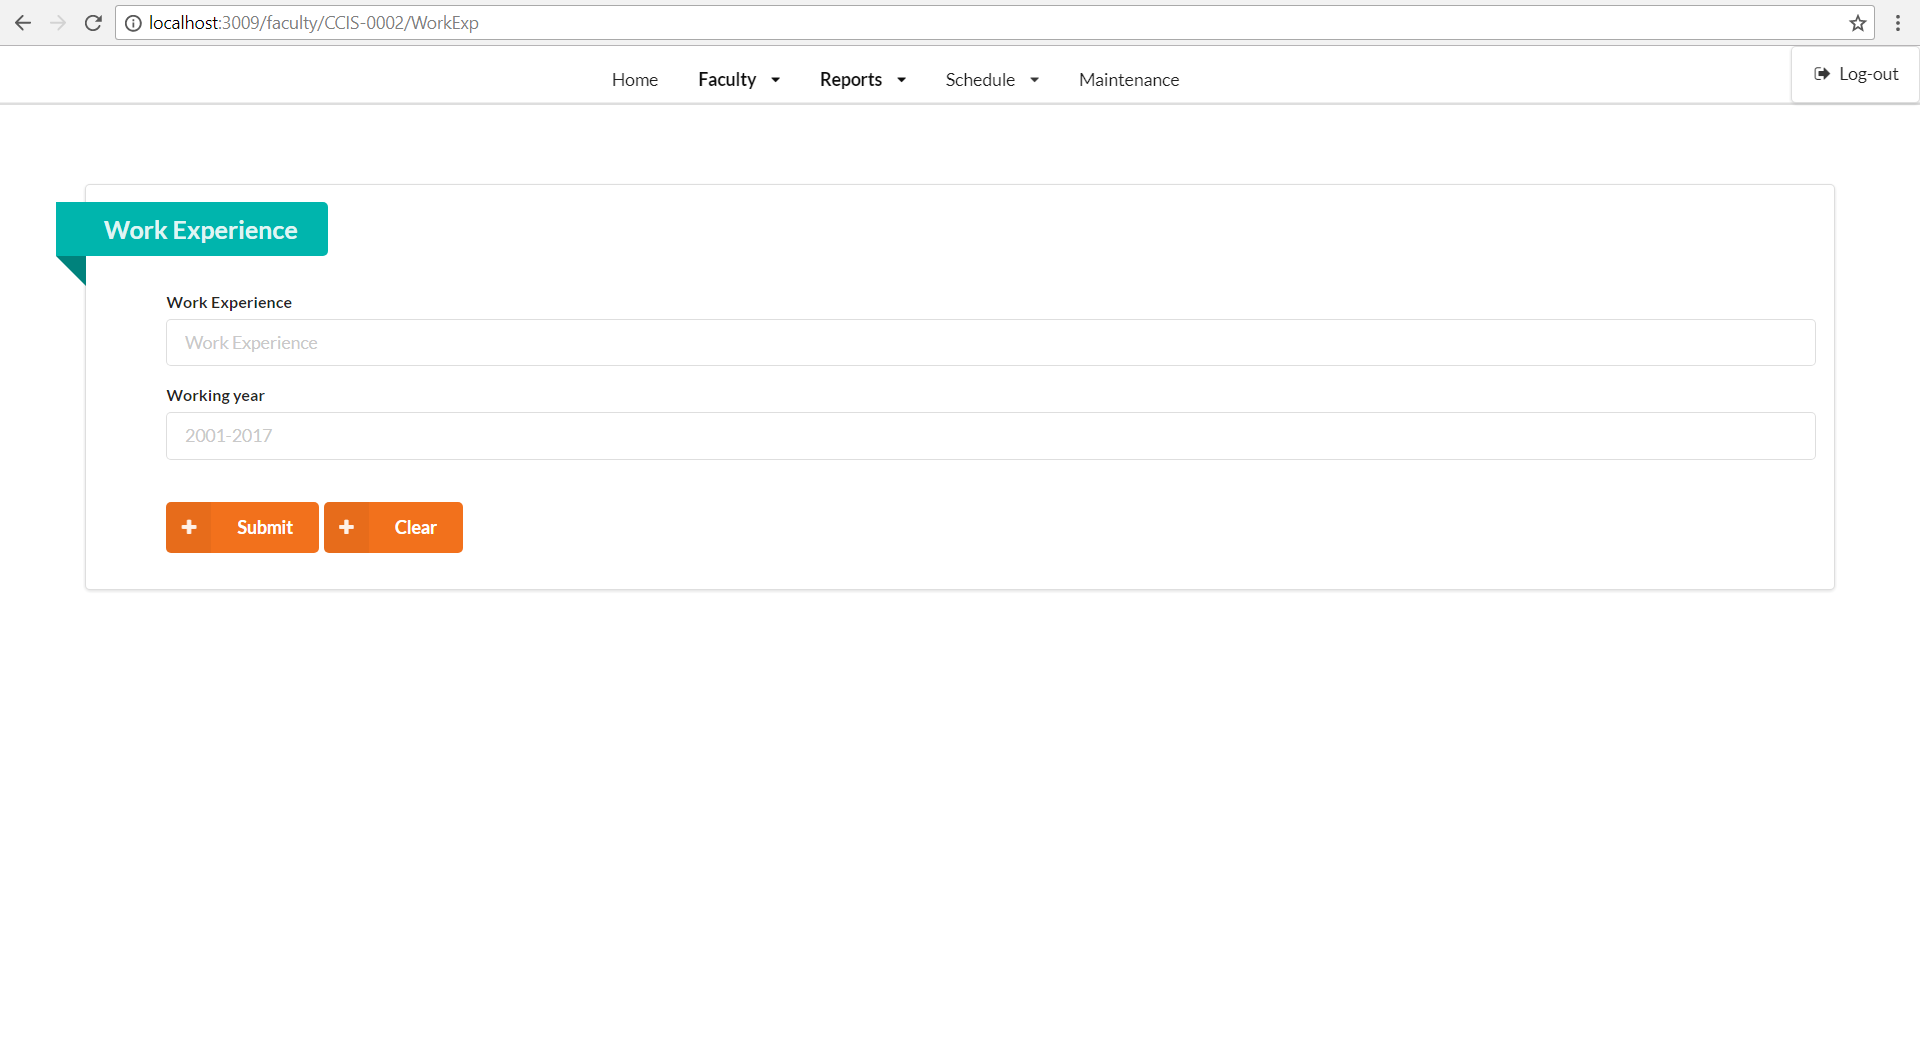 localhost:3009/faculty/CCIS-0002/WorkExp
Home Faculty Reports Schedule Maintenance Log-out
Work Experience
Work Experience
Work Experience
Working year
2001-2017
Submit Clear